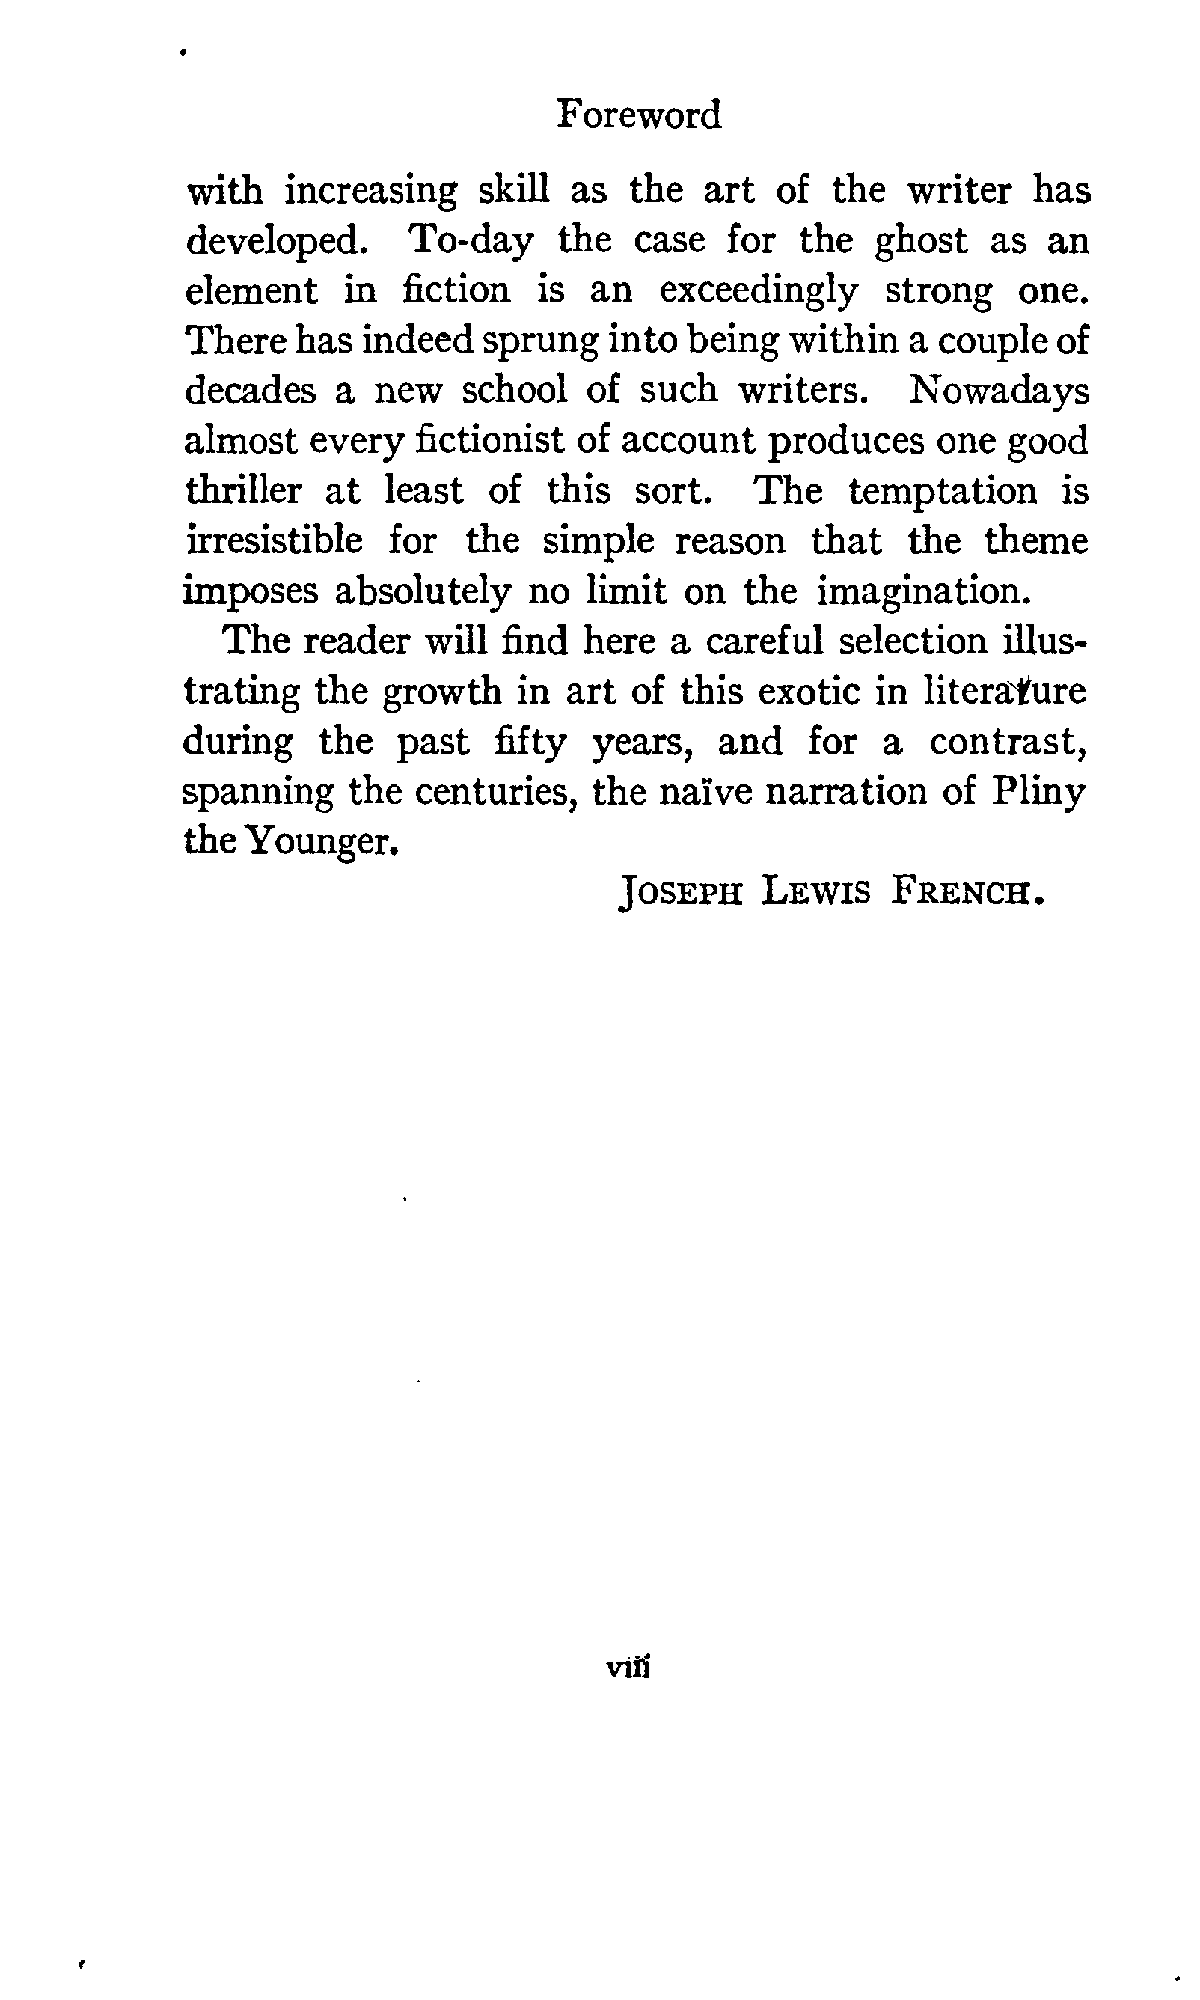 Foreword
with increasing skill as the art of the writer has
developed. To-day the case for the ghost as an
element in fiction is an exceedingly strong one.
There has indeed sprung into being within a couple of
decades a new school of such writers. Nowadays
almost every fictionist of account produces one good
thriller at least of this sort. The temptation is
irresistible for the simple reason that the theme
imposes absolutely no limit on the imagination.
The reader will find here a careful selection illus-
trating the growth in art of this exotic in literature
during the past fifty years, and for a contrast,
spanning the centuries, the naïve narration of Pliny
the Younger.
JOSEPH LEWIS FRENCH.
viii